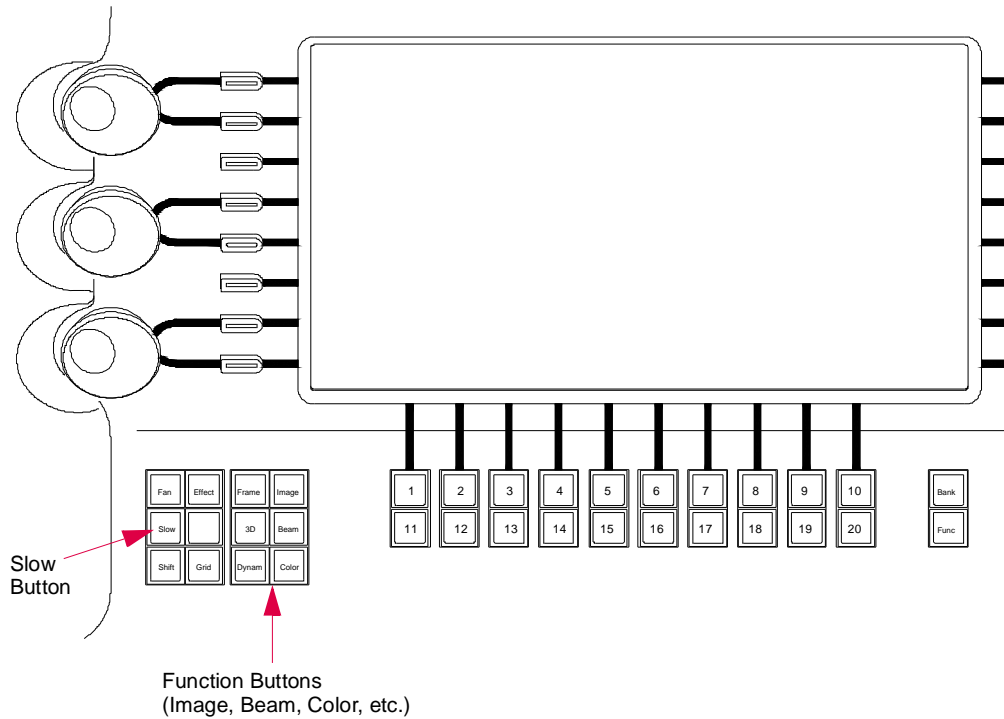 Fan Effect Frame Image 1 2 3 4 5 6 7 8 9 10 Bank
Slow 3D Beam 11 12 13 14 15 16 17 18 19 20 Func
Shift Grid Dynam Color
Slow
Button
Function Buttons
(Image, Beam, Color, etc.)